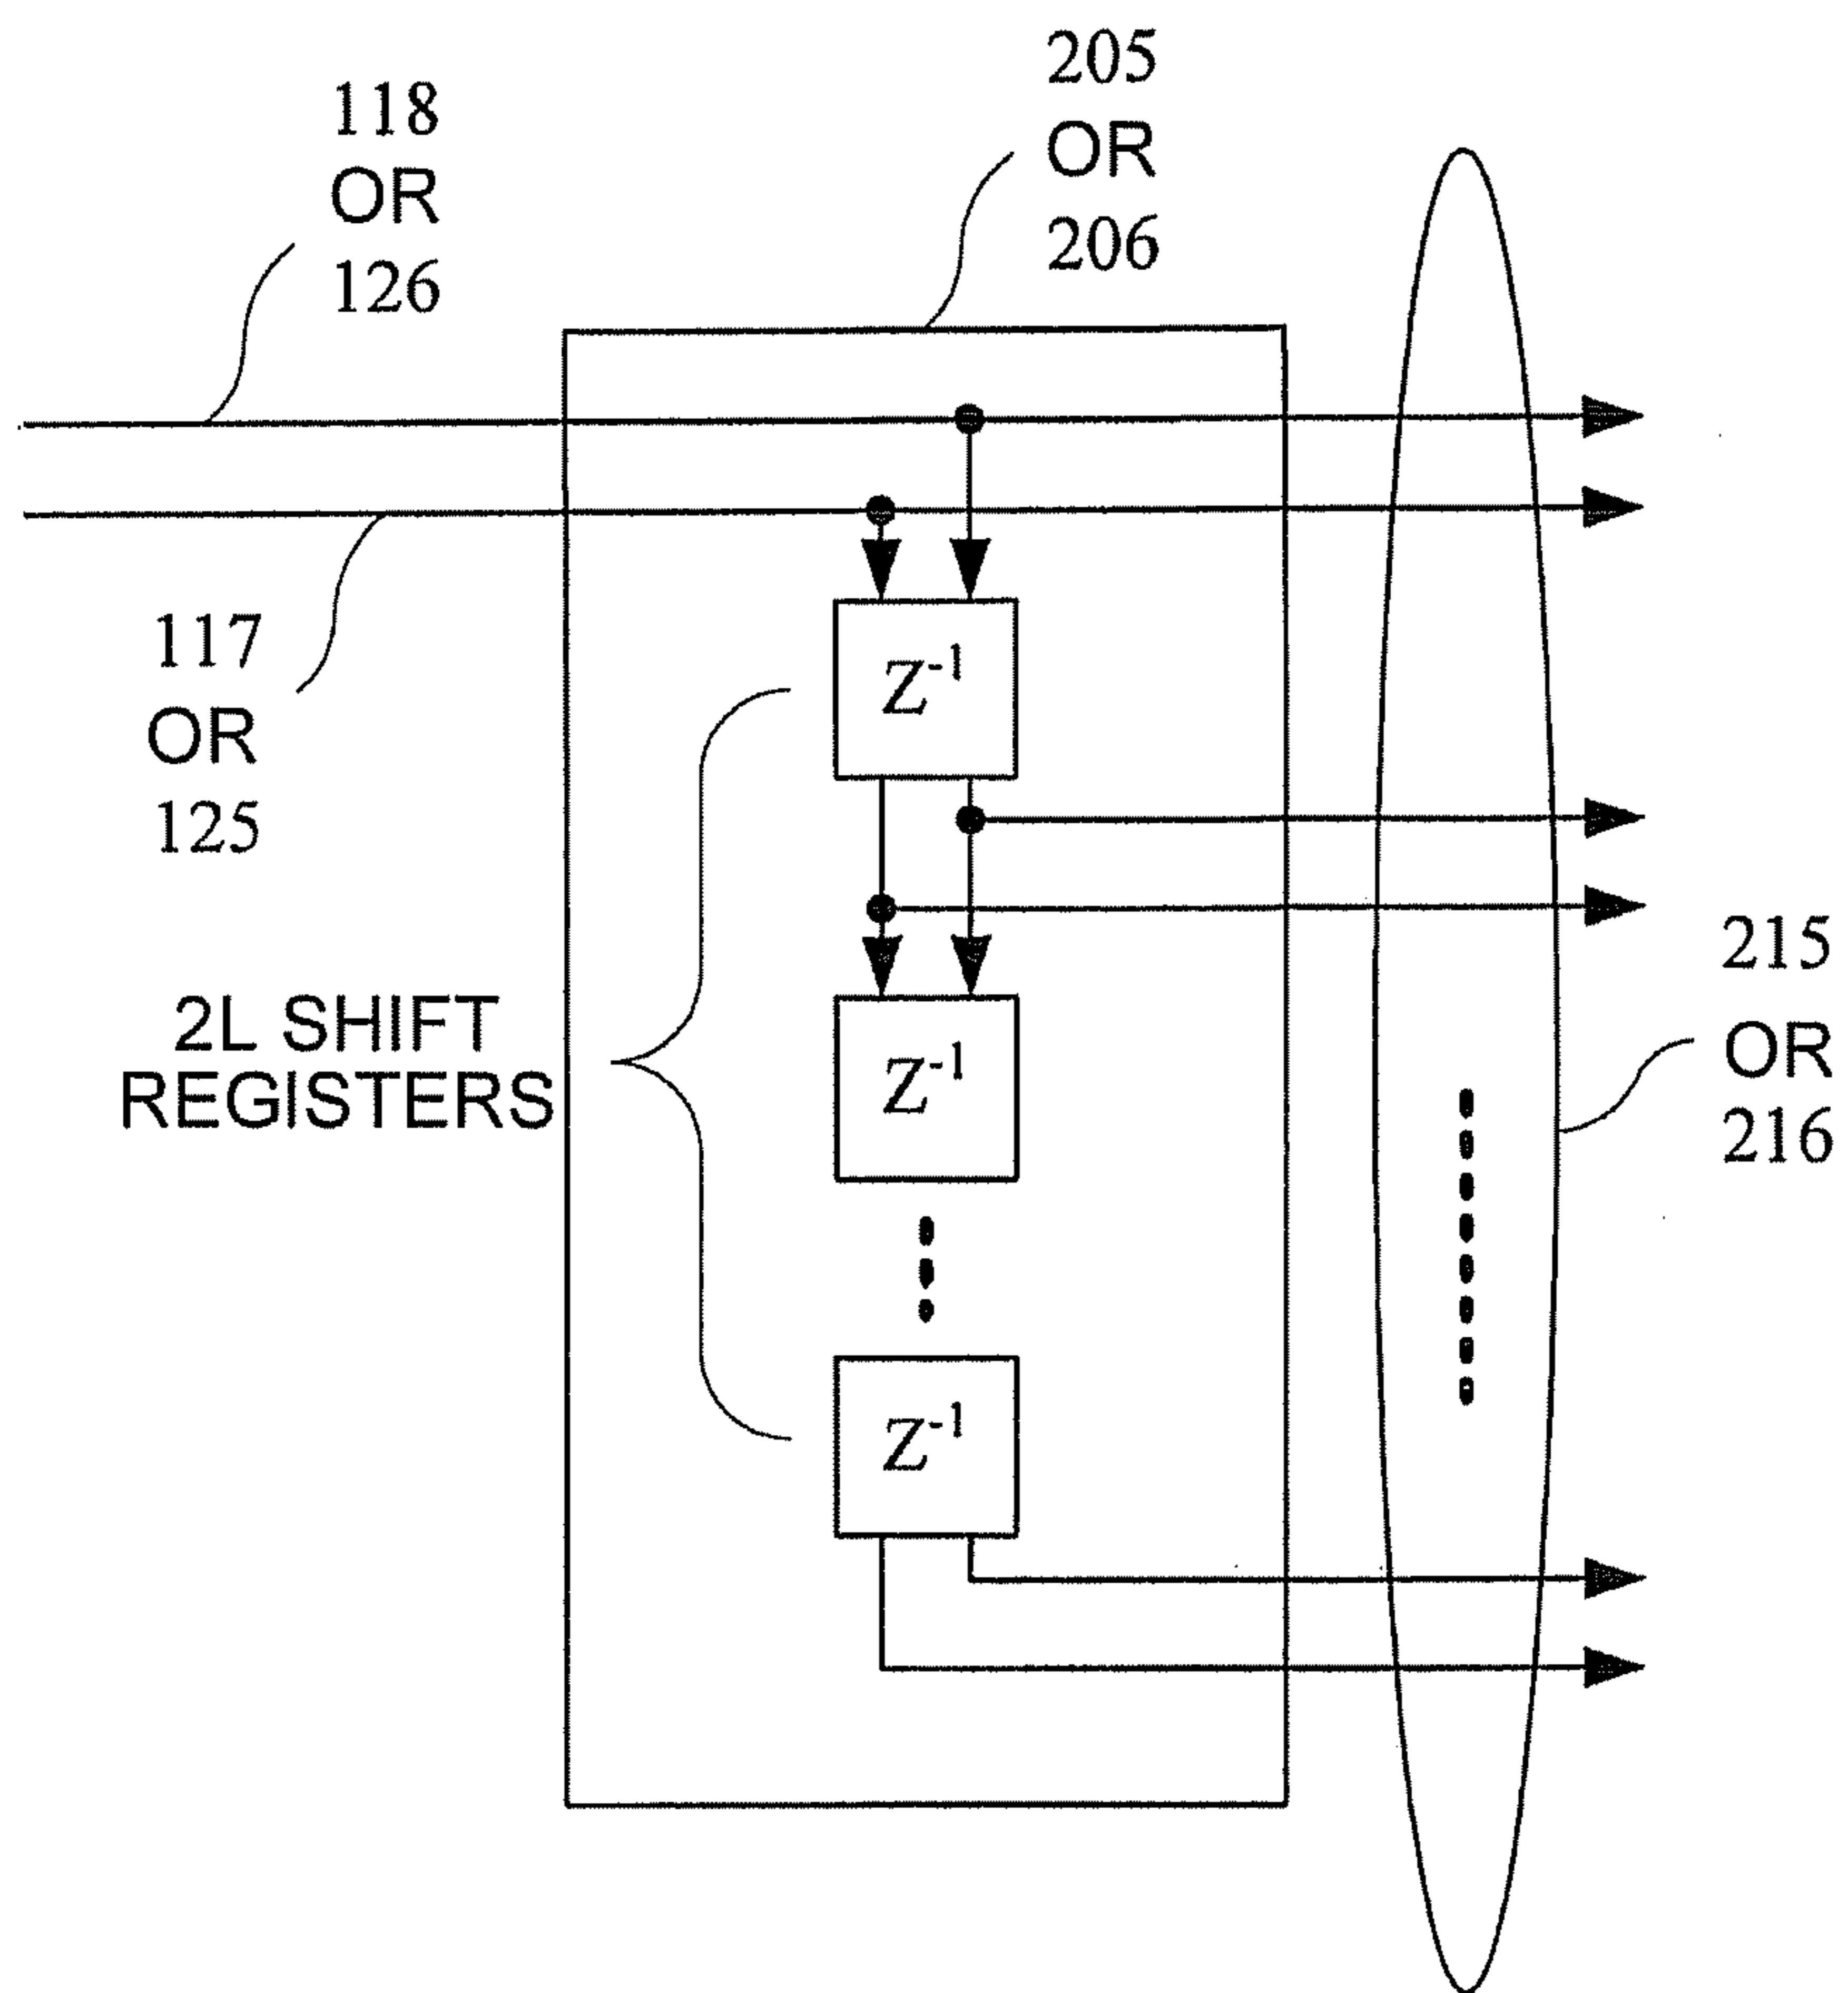 205
OR
206
118
OR
126
117
OR
125
Z⁻¹
215
OR
216
2L SHIFT
REGISTERS
Z⁻¹
Z⁻¹